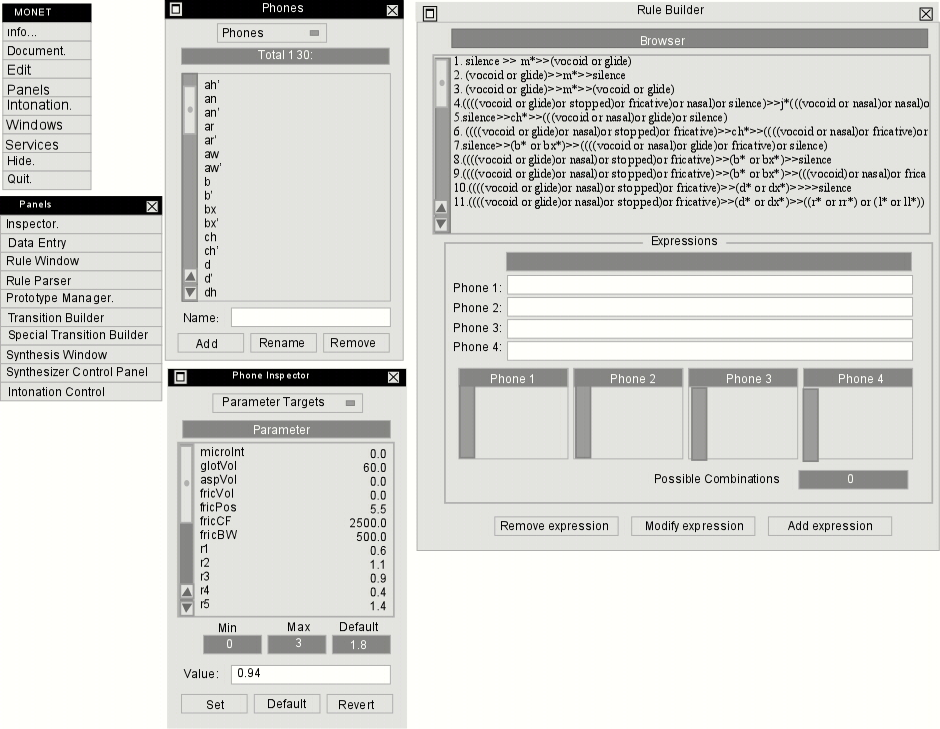 MONET
info...
Document.
Edit
Panels
Intonation.
Windows
Services
Hide.
Quit.
Panels
Inspector.
Data Entry
Rule Window
Rule Parser
Prototype Manager.
Transition Builder
Special Transition Builder
Synthesis Window
Synthesizer Control Panel
Intonation Control
Phones
Phones
Total 130:
ah'
an
an'
ar
ar'
aw
aw'
b
b'
bx
bx'
ch
ch'
d
d'
dh
Name:
Add Rename Remove
Phone Inspector
Parameter Targets
Parameter
microInt 0.0
glotVol 60.0
aspVol 0.0
fricVol 0.0
fricPos 5.5
fricCF 2500.0
fricBW 500.0
r1 0.6
r2 1.1
r3 0.9
r4 0.4
r5 1.4
Min Max Default
0 3 1.8
Value: 0.94
Set Default Revert
Rule Builder
Browser
1. silence >> m*>>(vocoid or glide)
2. (vocoid or glide)>>m*>>silence
3. (vocoid or glide)>>m*>>(vocoid or glide)
4.((((vocoid or glide)or stopped)or fricative)or nasal)or silence)>>j*(((vocoid or nasal)or nasal)o
5.silence>>ch*>>(((vocoid or nasal)or glide)or silence)
6. ((((vocoid or glide)or nasal)or stopped)or fricative)>>ch*>>((((vocoid or nasal)or fricative)or
7.silence>>(b* or bx*)>>((((vocoid or nasal)or glide)or fricative)or silence)
8.((((vocoid or glide)or nasal)or stopped)or fricative)>>(b* or bx*)>>silence
9.((((vocoid or glide)or nasal)or stopped)or fricative)>>(b* or bx*)>>(((vocoid)or nasal)or frica
10.((((vocoid or glide)or nasal)or stopped)or fricative)>>(d* or dx*)>>>>silence
11.((((vocoid or glide)or nasal)or stopped)or fricative)>>(d* or dx*)>>((r* or rr*) or (l* or ll*))
Expressions
Phone 1:
Phone 2:
Phone 3:
Phone 4:
Phone 1 Phone 2 Phone 3 Phone 4
Possible Combinations 0
Remove expression Modify expression Add expression